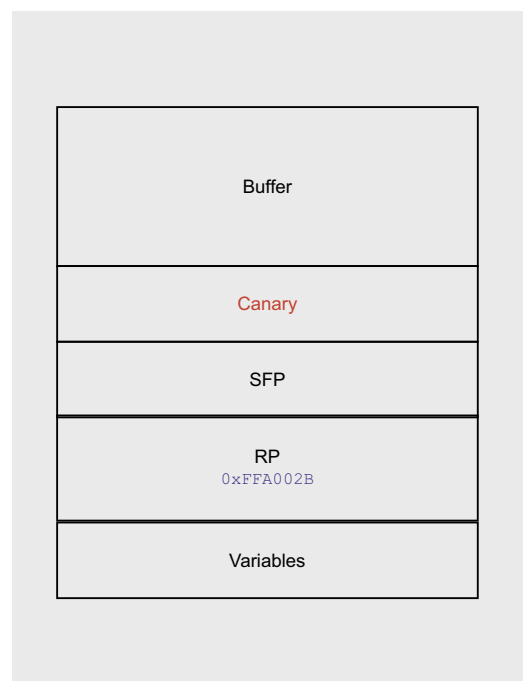 Buffer
Canary
SFP
RP
0xFFA002B
Variables